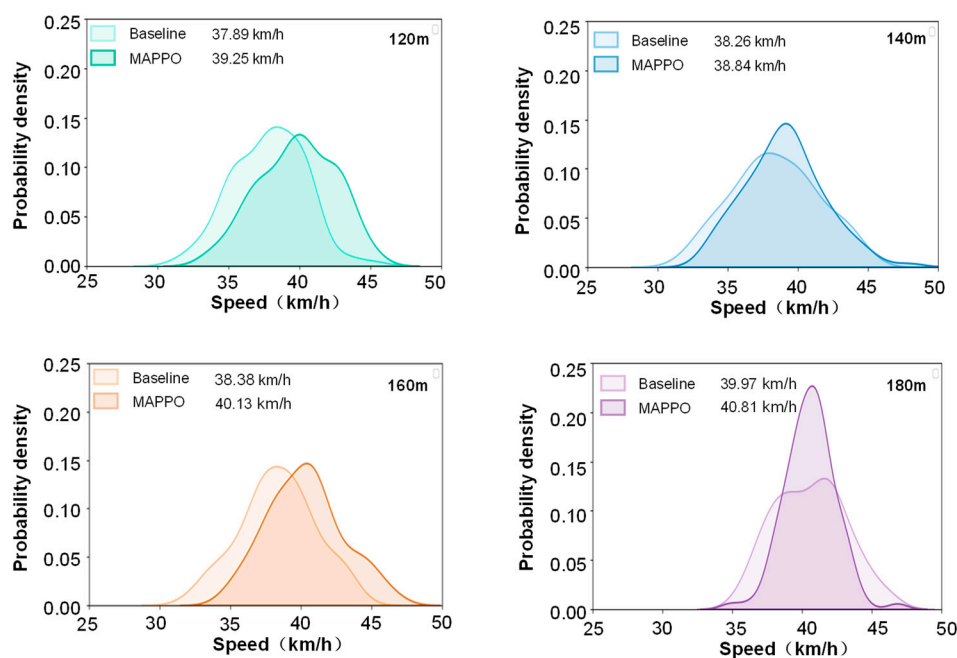 0.25
0.20
0.15
0.10
0.05
0.00
Probability density
Baseline 37.89 km/h
MAPPO 39.25 km/h
120m
25 30 35 40 45 50
Speed（km/h）
0.25
0.20
0.15
0.10
0.05
0.00
Probability density
Baseline 38.26 km/h
MAPPO 38.84 km/h
140m
25 30 35 40 45 50
Speed（km/h）
0.25
0.20
0.15
0.10
0.05
0.00
Probability density
Baseline 38.38 km/h
MAPPO 40.13 km/h
160m
25 30 35 40 45 50
Speed（km/h）
0.25
0.20
0.15
0.10
0.05
0.00
Probability density
Baseline 39.97 km/h
MAPPO 40.81 km/h
180m
25 30 35 40 45 50
Speed（km/h）